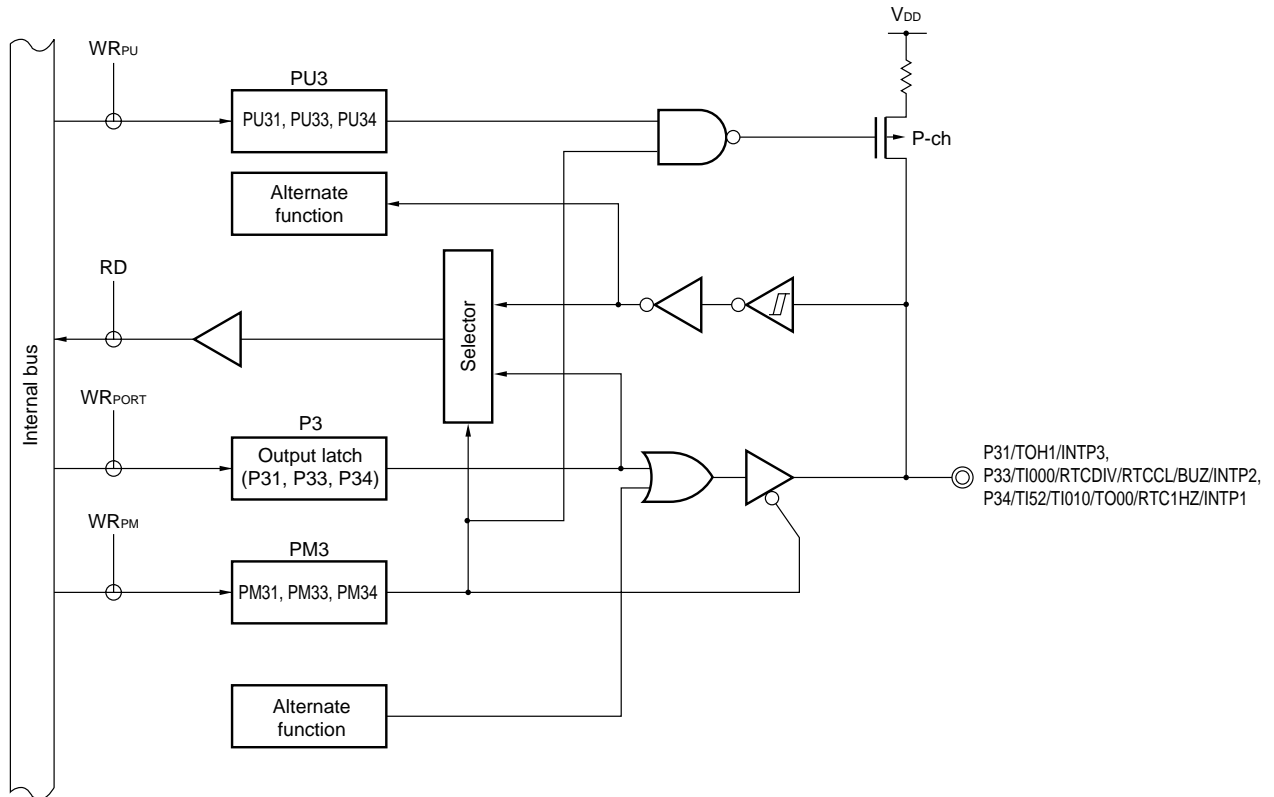 VDD
WRPU
PU3
PU31, PU33, PU34
P-ch
Alternate
function
RD
Selector
Internal bus
WRPORT
P3
Output latch
(P31, P33, P34)
P31/TOH1/INTP3,
P33/TI000/RTCDIV/RTCCL/BUZ/INTP2,
P34/TI52/TI010/TO00/RTC1HZ/INTP1
WRPM
PM3
PM31, PM33, PM34
Alternate
function